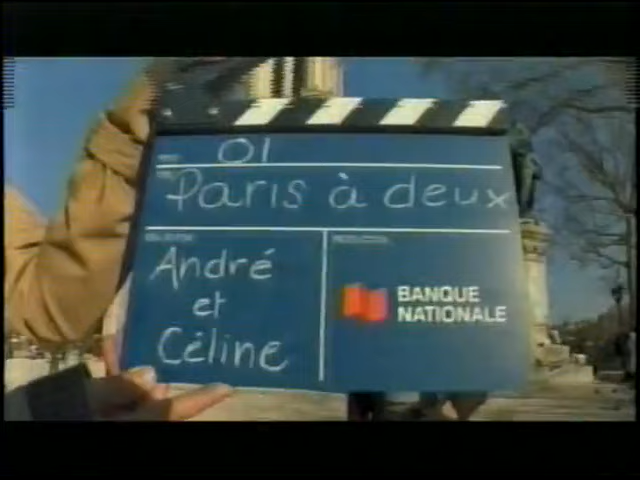 01
Paris à deux
André
et
Céline
BANQUE
NATIONALE